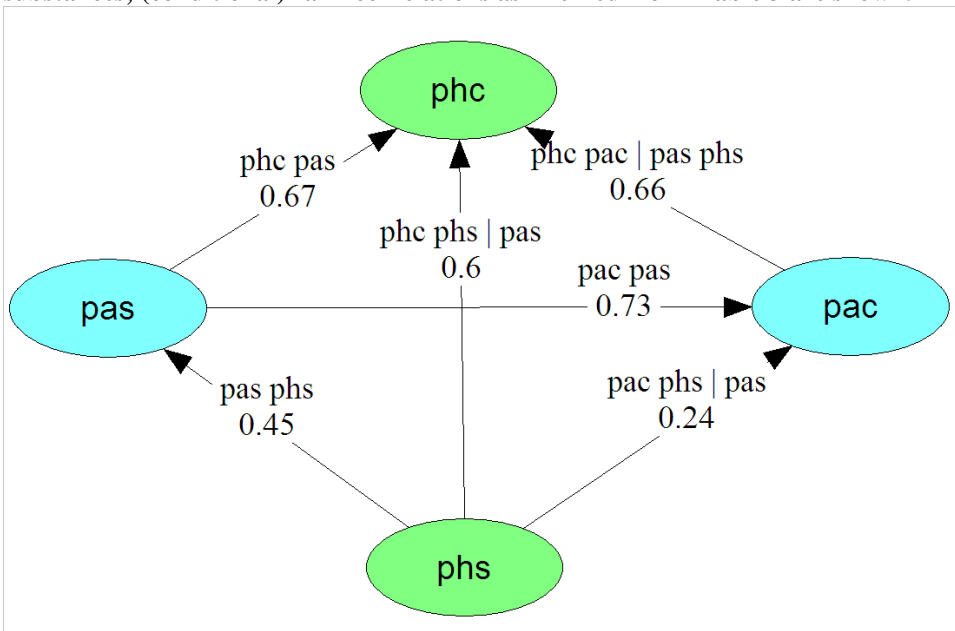 phc
phc pas
0.67
phc pac | pas phs
0.66
phc phs | pas
0.6
pac pas
0.73
pas
pac
pas phs
0.45
pac phs | pas
0.24
phs